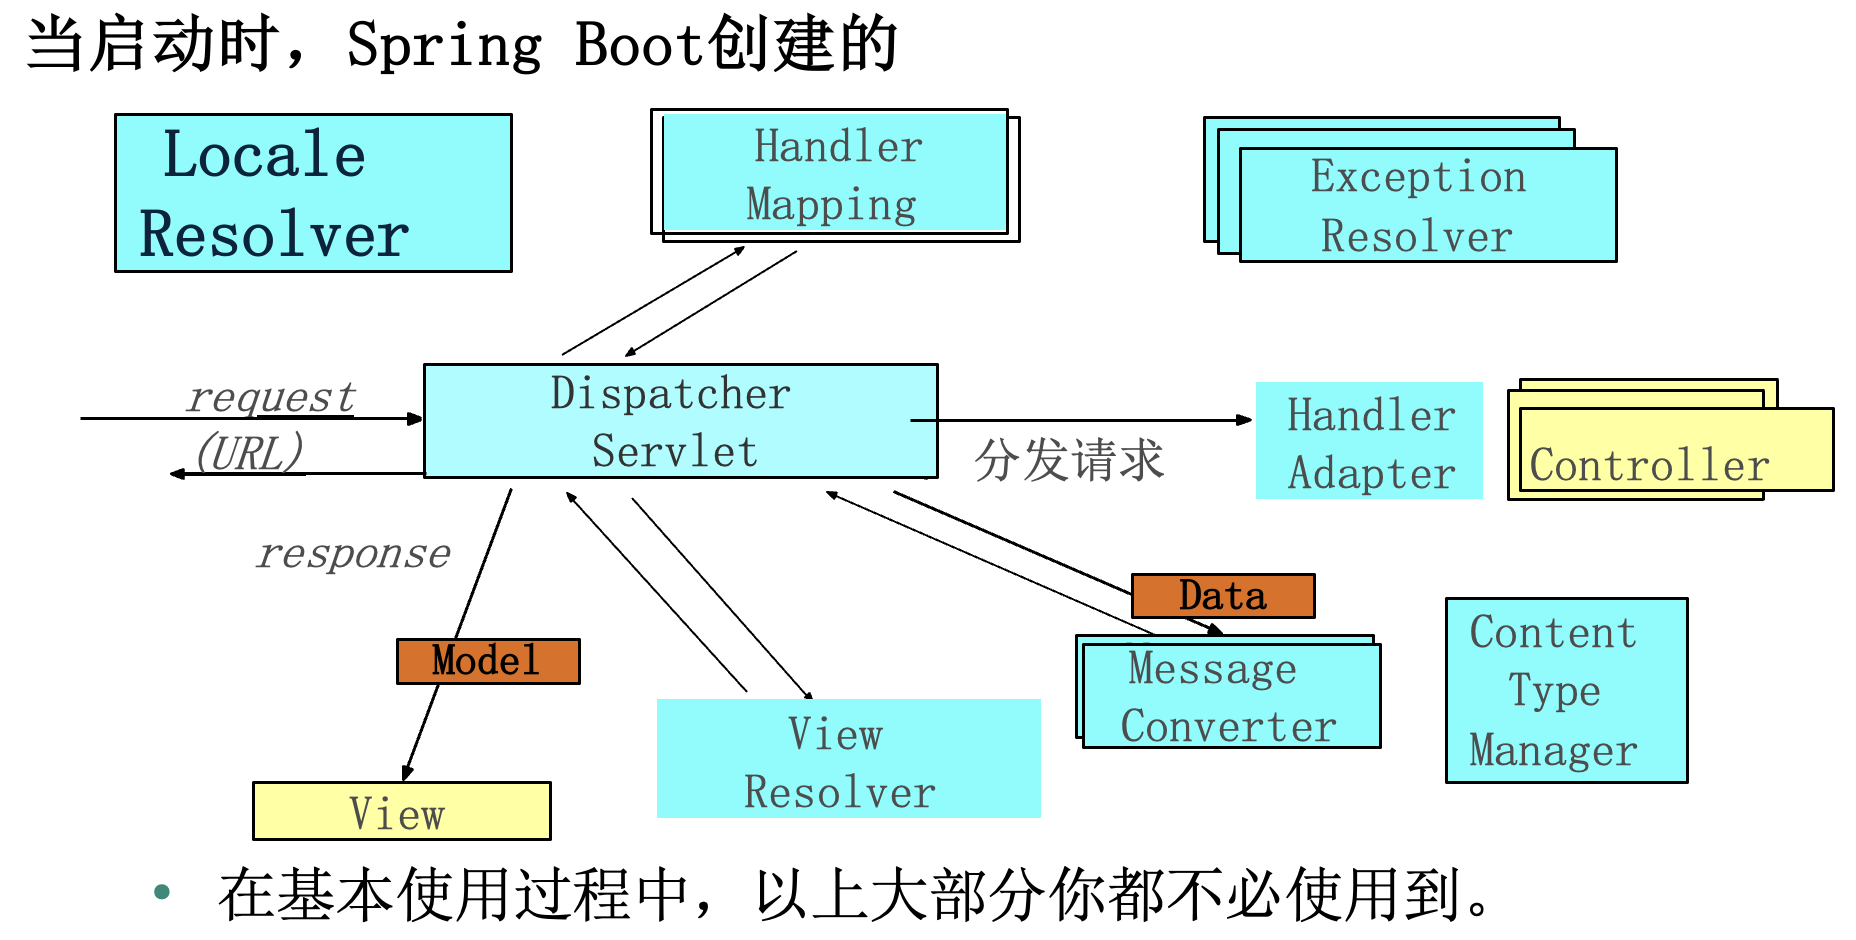 当启动时，Spring Boot创建的
Locale
Resolver
Handler
Mapping
Exception
Resolver
request
(URL)
Dispatcher
Servlet
分发请求
Handler
Adapter
Controller
response
Data
Model
Message
Converter
Content
Type
Manager
View
Resolver
View
• 在基本使用过程中，以上大部分你都不必使用到。